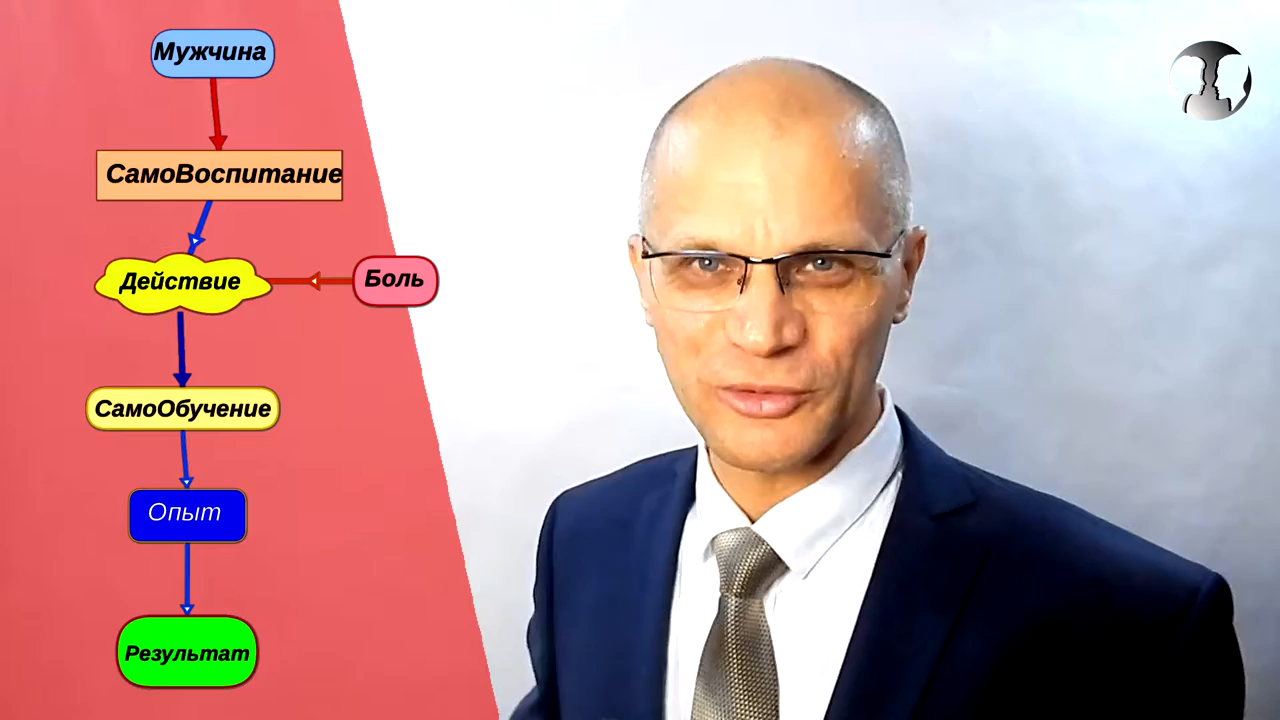 Мужчина
СамоВоспитание
Действие
Боль
СамоОбучение
Опыт
Результат